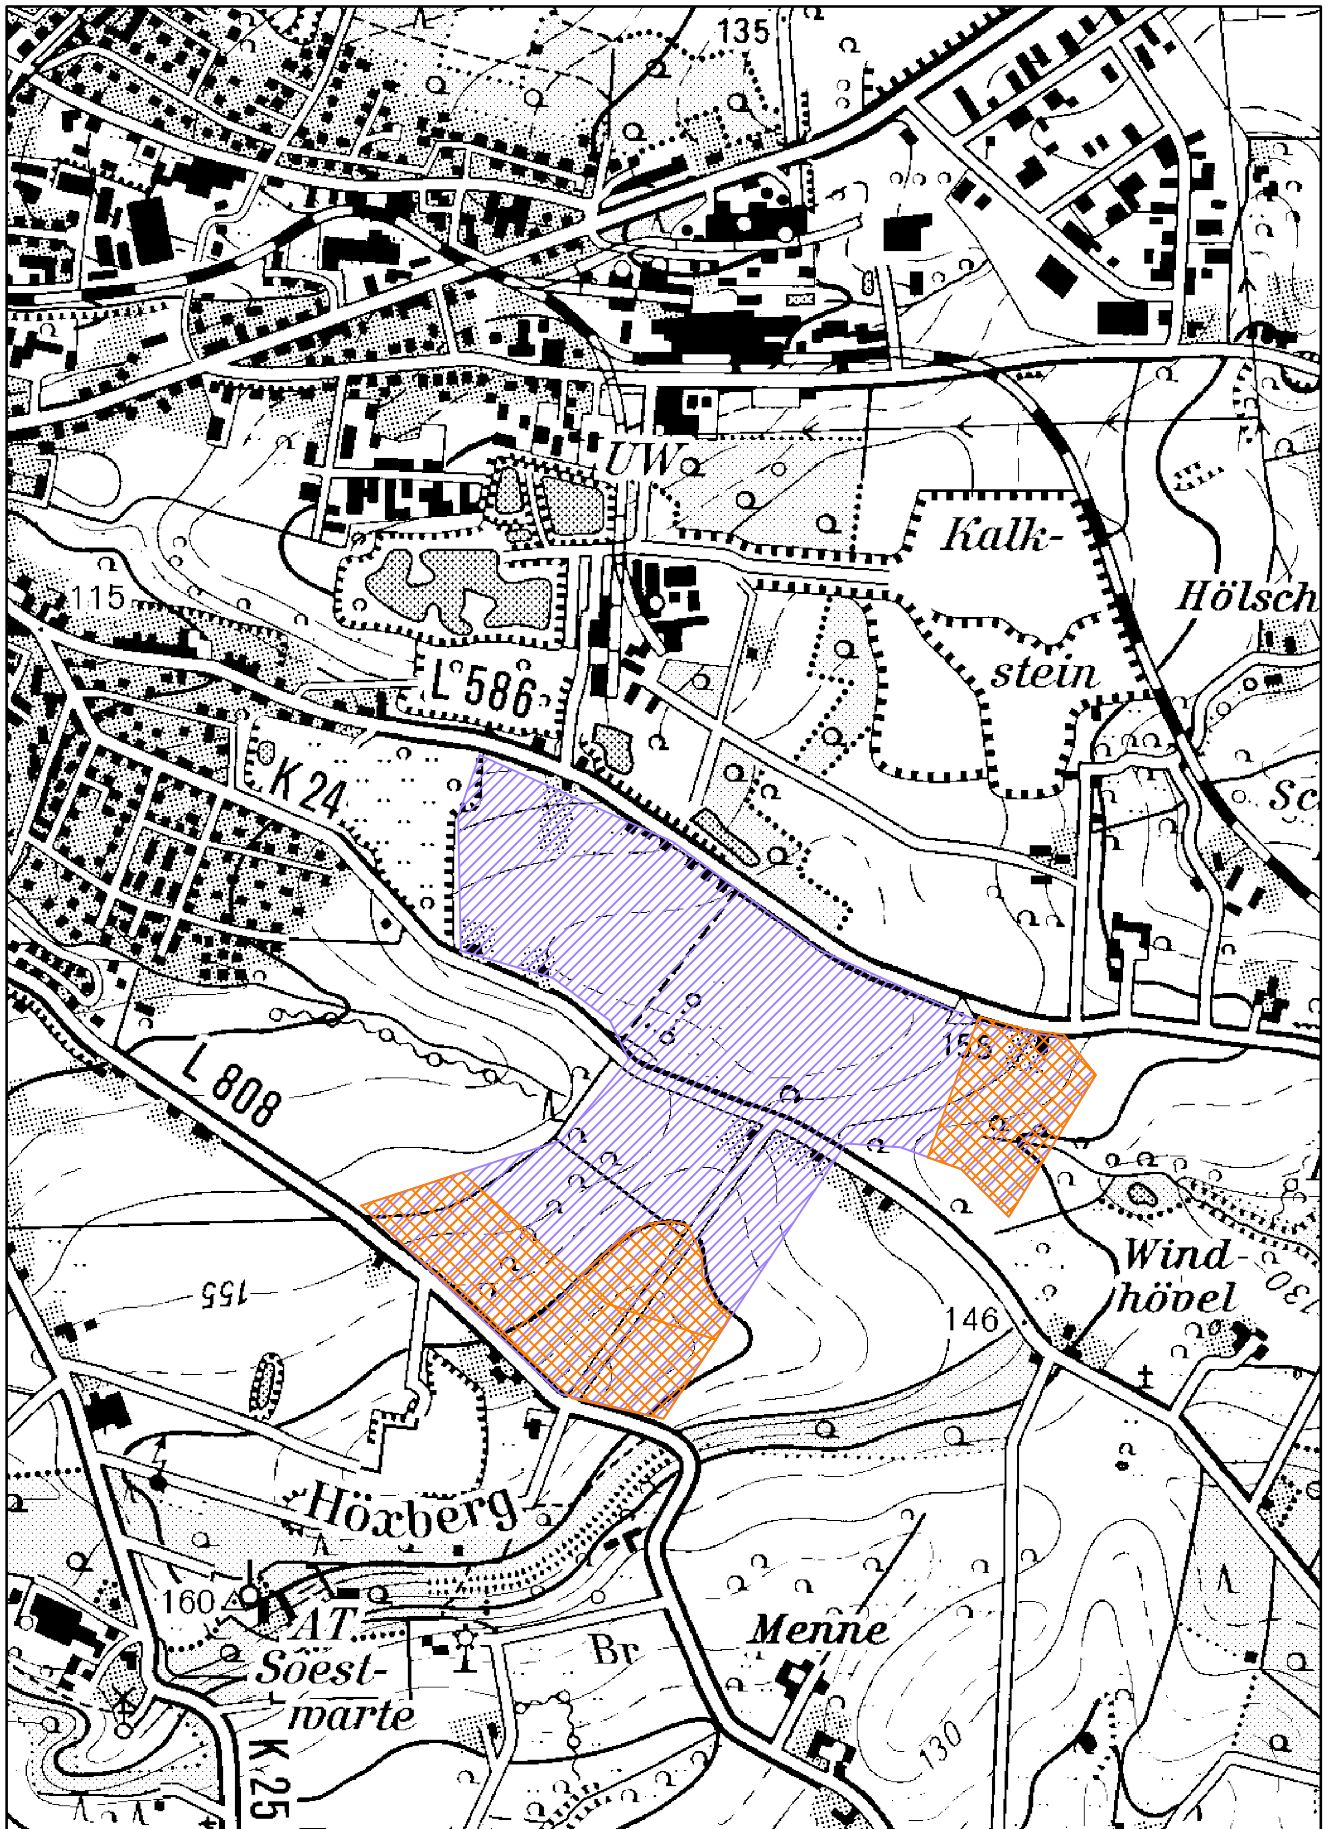 135
UW
Kalk-
Hölsch
115
stein
L 586
K 24
Sc
158
L 808
Wind-
hövel
130
155
146
Höxberg
160
AT
Soest-
warte
Br
Menne
130
K 25